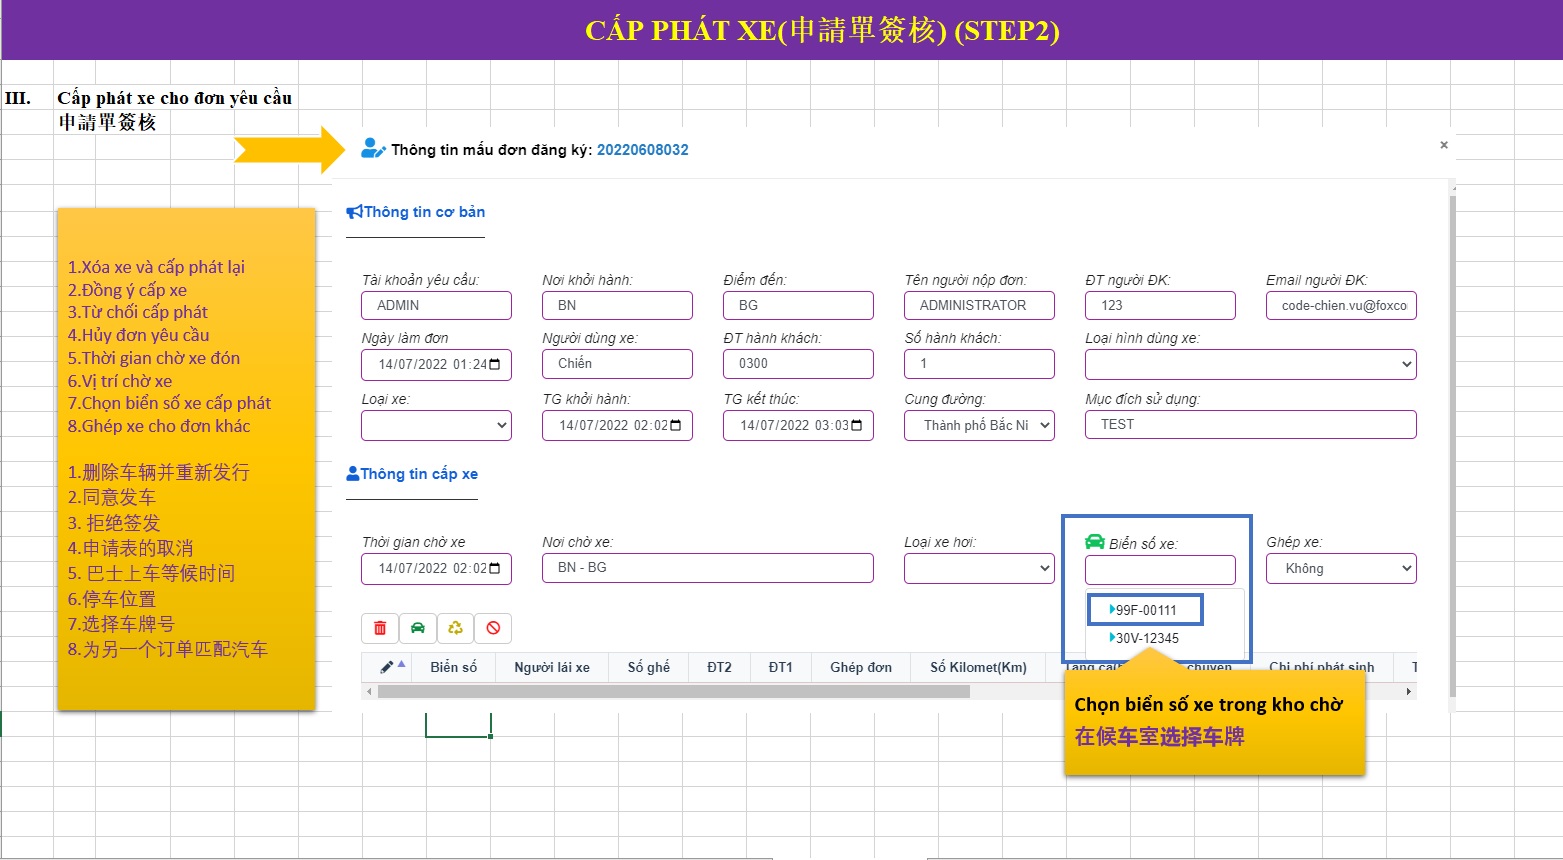 CẤP PHÁT XE(申請單簽核) (STEP2)
III. Cấp phát xe cho đơn yêu cầu
申請單簽核
Thông tin mẫu đơn đăng ký: 20220608032
×
Thông tin cơ bản
1.Xóa xe và cấp phát lại
2.Đồng ý cấp xe
3.Từ chối cấp phát
4.Hủy đơn yêu cầu
5.Thời gian chờ xe đón
6.Vị trí chờ xe
7.Chọn biển số xe cấp phát
8.Ghép xe cho đơn khác
1.删除车辆并重新发行
2.同意发车
3. 拒绝签发
4.申请表的取消
5. 巴士上车等候时间
6.停车位置
7.选择车牌号
8.为另一个订单匹配汽车
Tài khoản yêu cầu: Nơi khởi hành: Điểm đến: Tên người nộp đơn: ĐT người ĐK: Email người ĐK:
ADMIN BN BG ADMINISTRATOR 123 code-chien.vu@foxco
Ngày làm đơn Người dùng xe: ĐT hành khách: Số hành khách: Loại hình dùng xe:
14/07/2022 01:24 Chiến 0300 1
Loại xe: TG khởi hành: TG kết thúc: Cung đường: Mục đích sử dụng:
14/07/2022 02:02 14/07/2022 03:03 Thành phố Bắc Ni TEST
Thông tin cấp xe
Thời gian chờ xe Nơi chờ xe: Loại xe hơi: Biển số xe: Ghép xe:
14/07/2022 02:02 BN - BG Không
99F-00111
30V-12345
Biển số Người lái xe Số ghế ĐT2 ĐT1 Ghép đơn Số Kilomet(Km) chuyến Chi phí phát sinh
Chọn biển số xe trong kho chờ
在候车室选择车牌